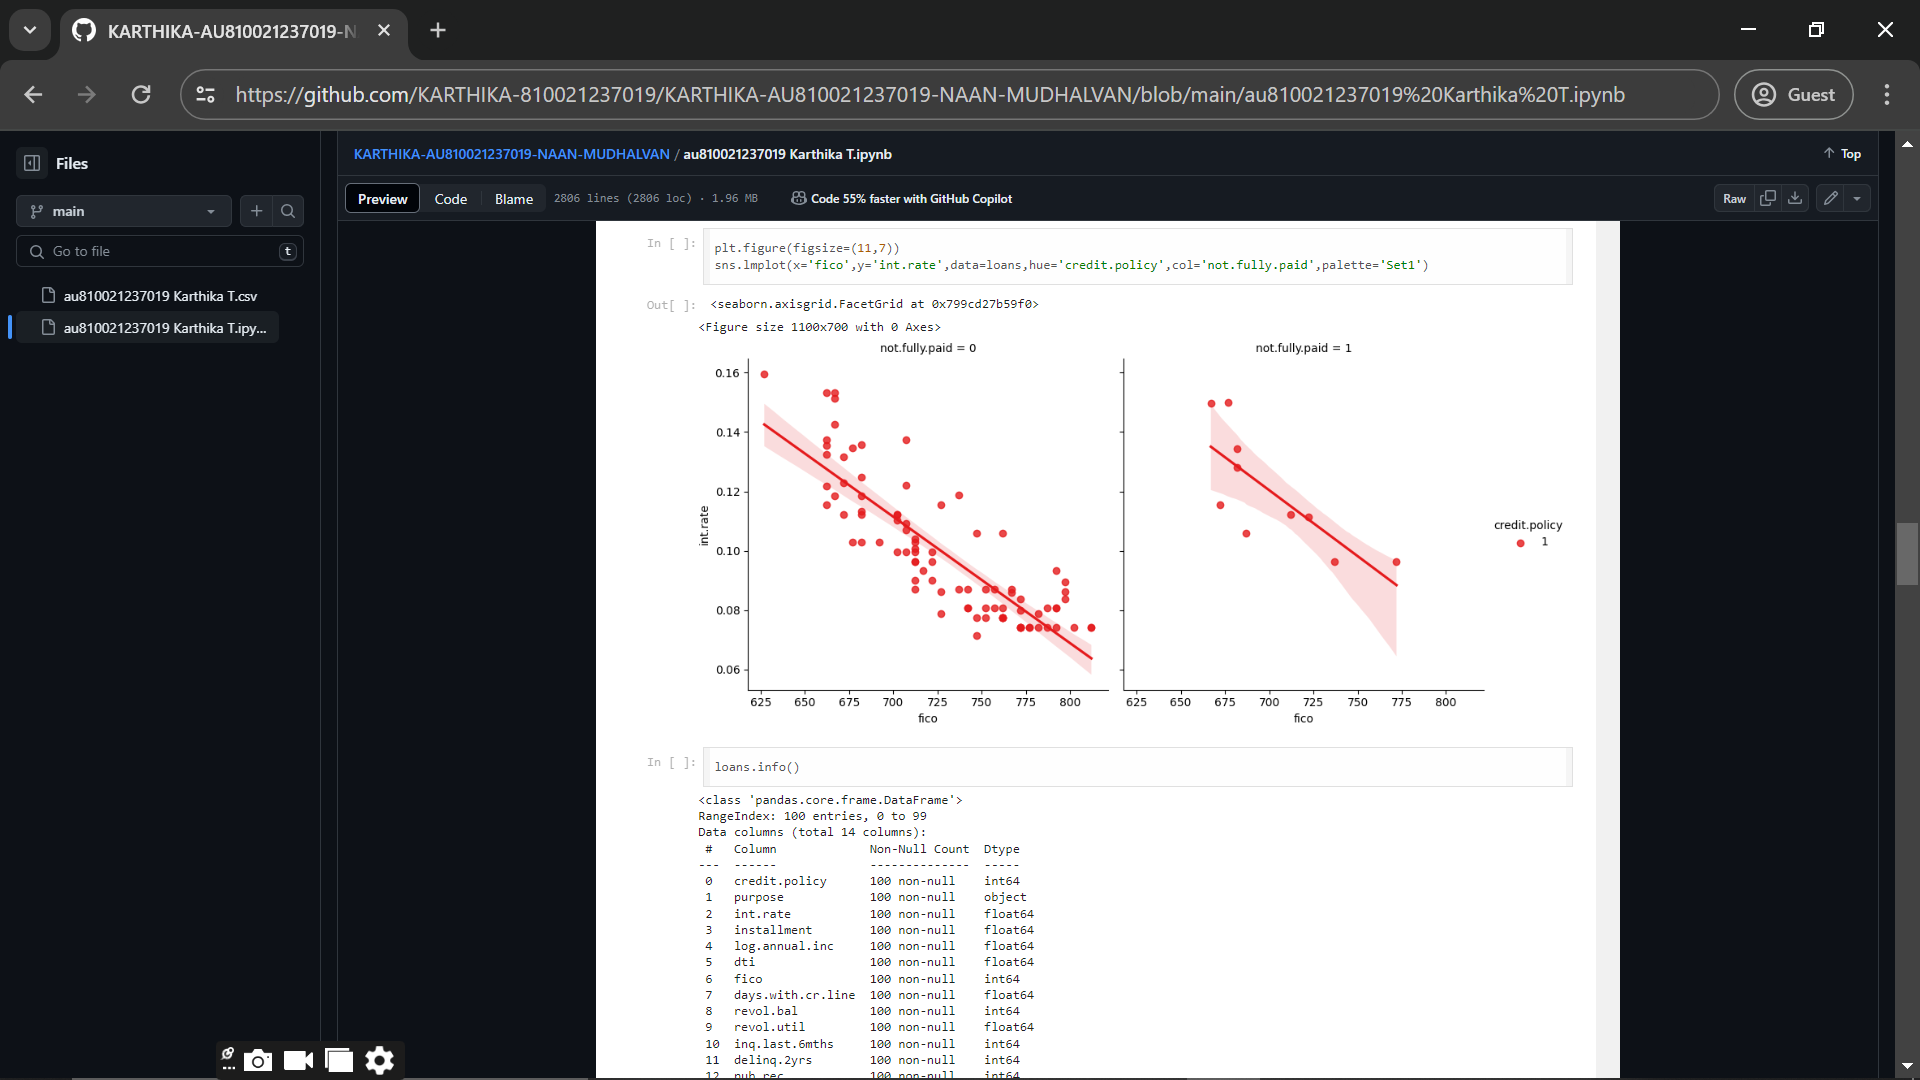 KARTHIKA-AU810021237019-N
https://github.com/KARTHIKA-810021237019/KARTHIKA-AU810021237019-NAAN-MUDHALVAN/blob/main/au810021237019%20Karthika%20T.ipynb
Guest
Files
KARTHIKA-AU810021237019-NAAN-MUDHALVAN / au810021237019 Karthika T.ipynb
Top
main
Preview
Code
Blame
2806 lines (2806 loc) · 1.96 MB
Code 55% faster with GitHub Copilot
Raw
Go to file
t
au810021237019 Karthika T.csv
au810021237019 Karthika T.ipy...
In [ ]:
plt.figure(figsize=(11,7))
sns.lmplot(x='fico',y='int.rate',data=loans,hue='credit.policy',col='not.fully.paid',palette='Set1')
Out[ ]: <seaborn.axisgrid.FacetGrid at 0x799cd27b59f0>
<Figure size 1100x700 with 0 Axes>
not.fully.paid = 0
not.fully.paid = 1
0.16
0.14
0.12
0.10
0.08
0.06
int.rate
625 650 675 700 725 750 775 800
fico
625 650 675 700 725 750 775 800
fico
credit.policy
1
In [ ]:
loans.info()
<class 'pandas.core.frame.DataFrame'>
RangeIndex: 100 entries, 0 to 99
Data columns (total 14 columns):
# Column Non-Null Count Dtype
--- ------ -------------- -----
0 credit.policy 100 non-null int64
1 purpose 100 non-null object
2 int.rate 100 non-null float64
3 installment 100 non-null float64
4 log.annual.inc 100 non-null float64
5 dti 100 non-null float64
6 fico 100 non-null int64
7 days.with.cr.line 100 non-null float64
8 revol.bal 100 non-null int64
9 revol.util 100 non-null float64
10 inq.last.6mths 100 non-null int64
11 delinq.2yrs 100 non-null int64
12 pub.rec 100 non-null int64